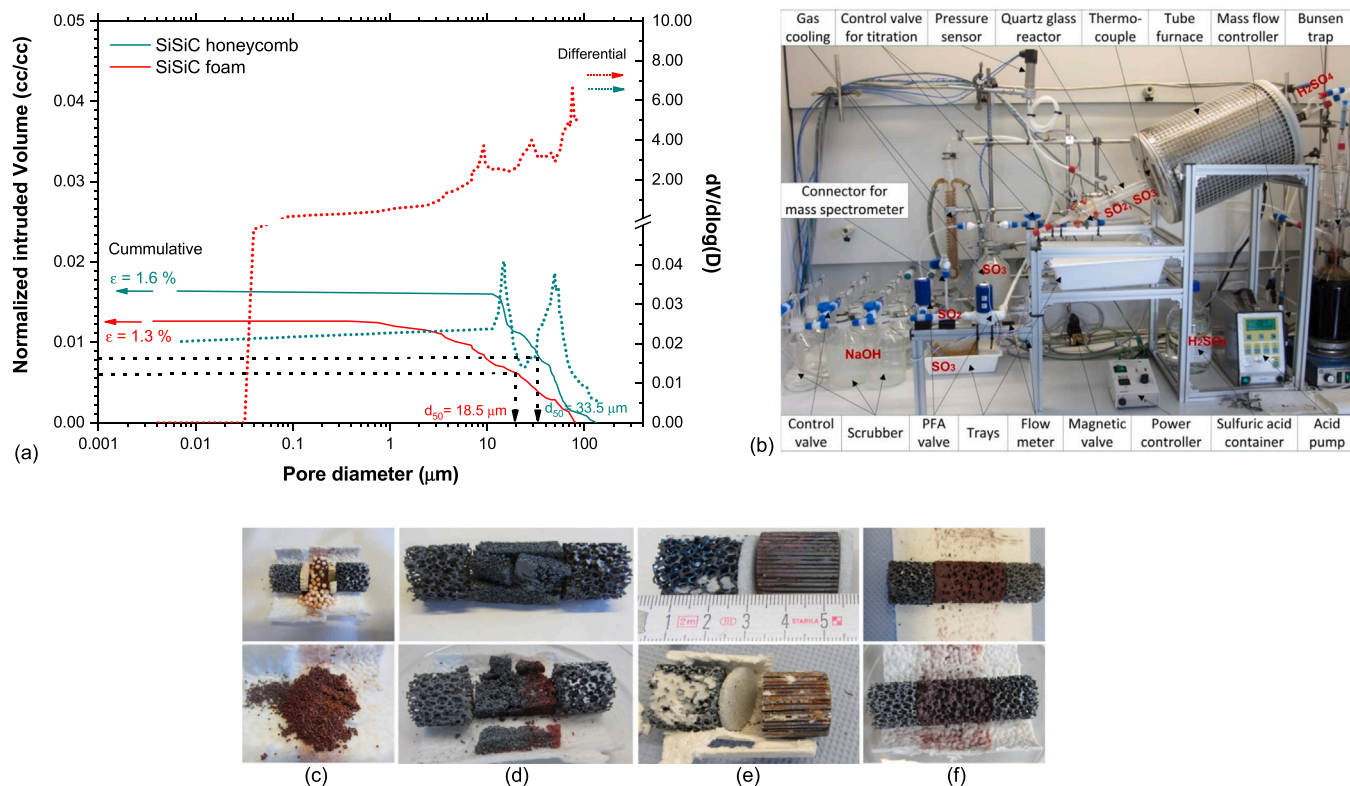 SiSiC honeycomb
SiSiC foam
Differential
Cummulative
ε = 1.6 %
ε = 1.3 %
d50= 18.5 μm
d50= 33.5 μm
0.05
0.04
0.03
0.02
0.01
0.00
Normalized intruded Volume (cc/cc)
10.00
8.00
6.00
4.00
2.00
0.04
0.03
0.02
0.01
0.00
dV/dlog(D)
0.001
0.01
0.1
1
10
100
Pore diameter (μm)
(a)
Gas cooling
Control valve for titration
Pressure sensor
Quartz glass reactor
Thermo-couple
Tube furnace
Mass flow controller
Bunsen trap
H2SO4
Connector for
mass spectrometer
SO2, SO3
SO3
SO2
NaOH
SO3
H2SO4
Control valve
Scrubber
PFA valve
Trays
Flow meter
Magnetic valve
Power controller
Sulfuric acid container
Acid pump
(b)
1 2m 2 III 3 4 STABILA 5
(c)
(d)
(e)
(f)